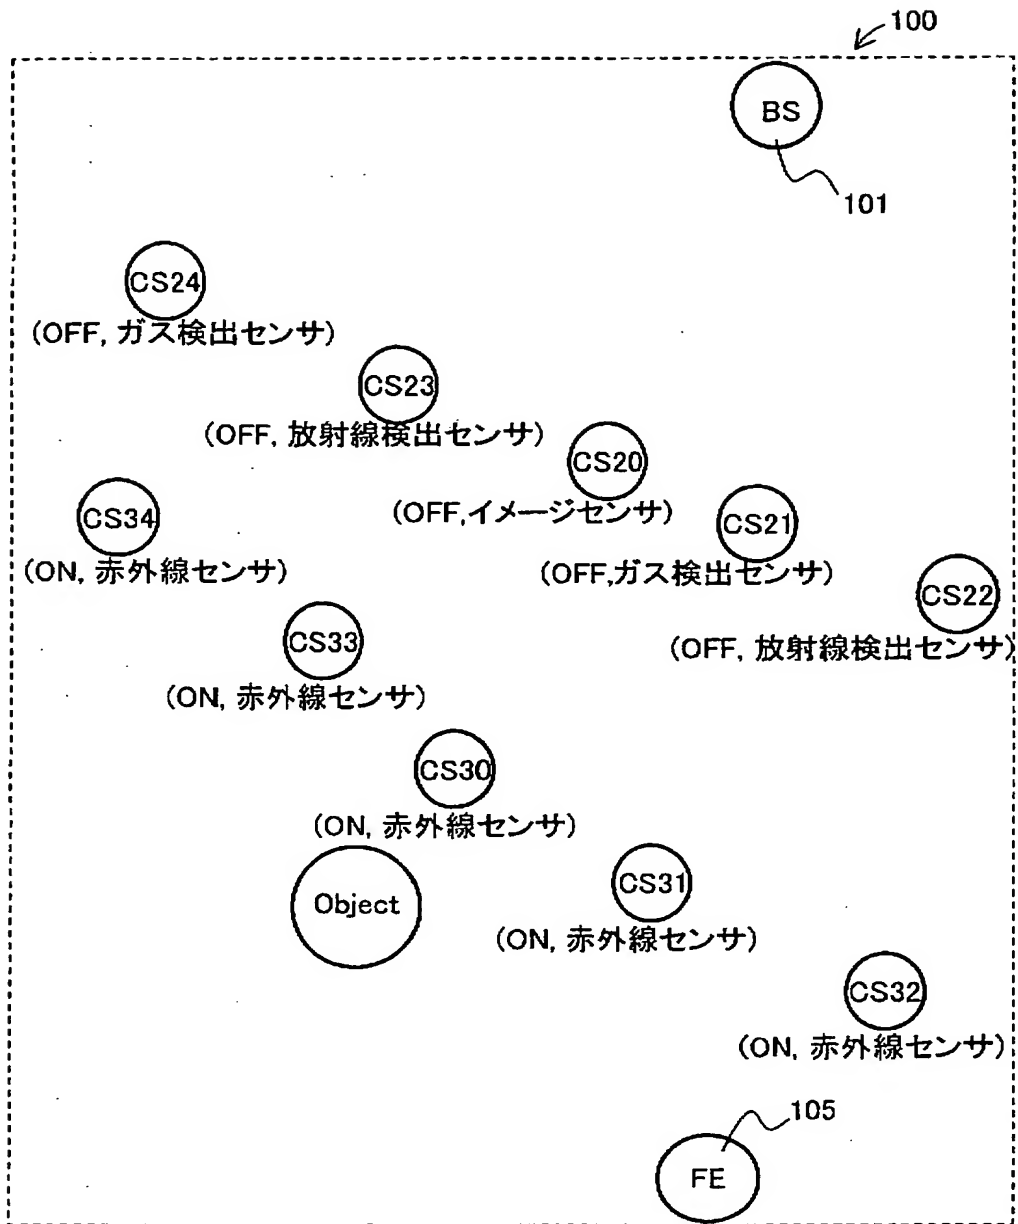 100
BS
101
CS24
(OFF, ガス検出センサ)
CS23
(OFF, 放射線検出センサ)
CS20
(OFF,イメージセンサ)
CS21
(OFF,ガス検出センサ)
CS22
(OFF, 放射線検出センサ)
CS34
(ON, 赤外線センサ)
CS33
(ON, 赤外線センサ)
CS30
(ON, 赤外線センサ)
Object
CS31
(ON, 赤外線センサ)
CS32
(ON, 赤外線センサ)
105
FE